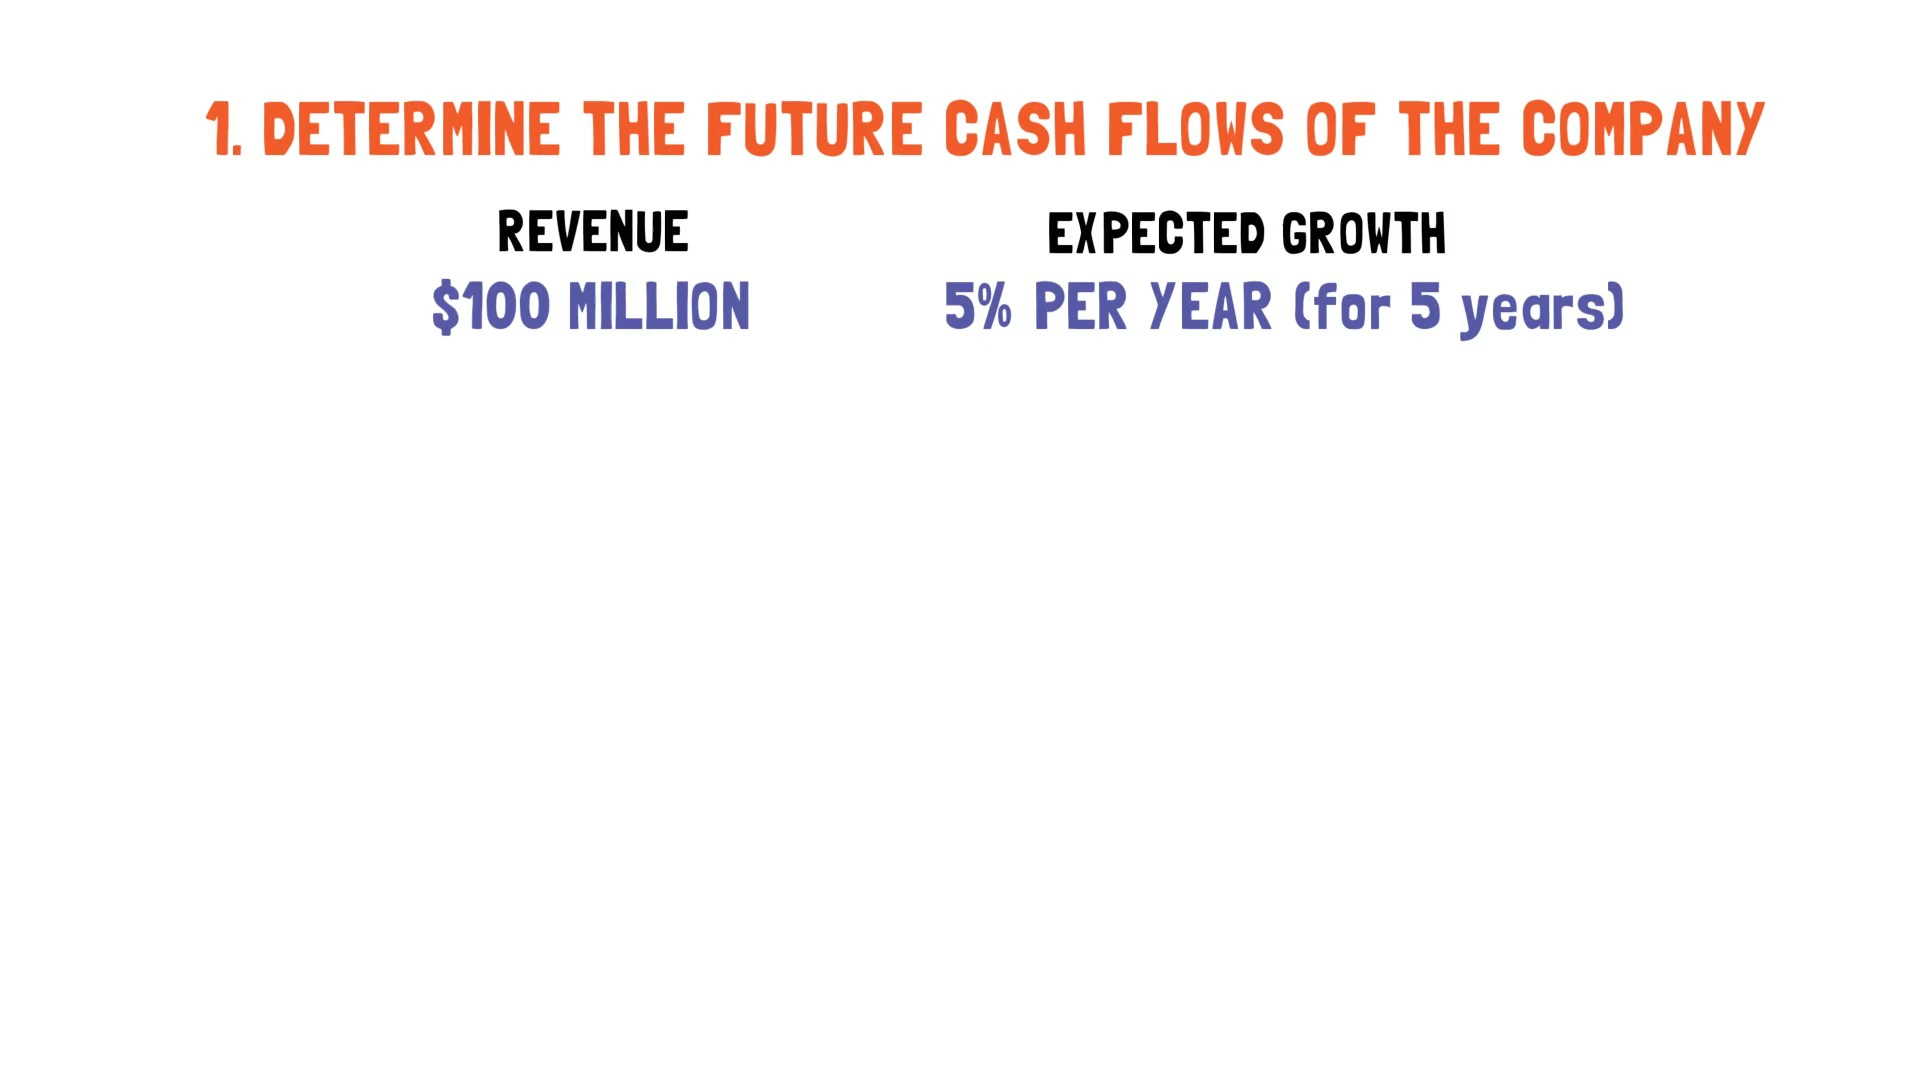 1. DETERMINE THE FUTURE CASH FLOWS OF THE COMPANY
REVENUE
$100 MILLION
EXPECTED GROWTH
5% PER YEAR (for 5 years)